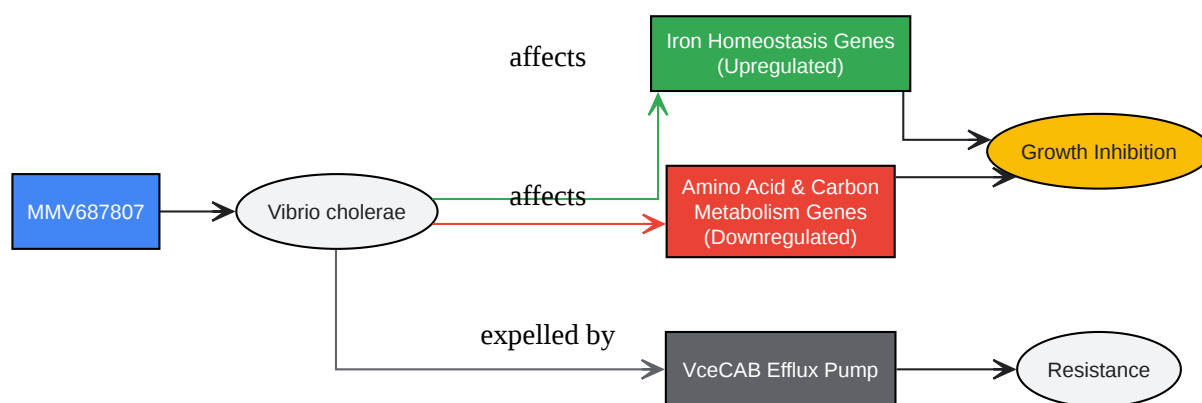 affects
Iron Homeostasis Genes
(Upregulated)
Growth Inhibition
MMV687807
Vibrio cholerae
affects
Amino Acid & Carbon
Metabolism Genes
(Downregulated)
expelled by
VceCAB Efflux Pump
Resistance